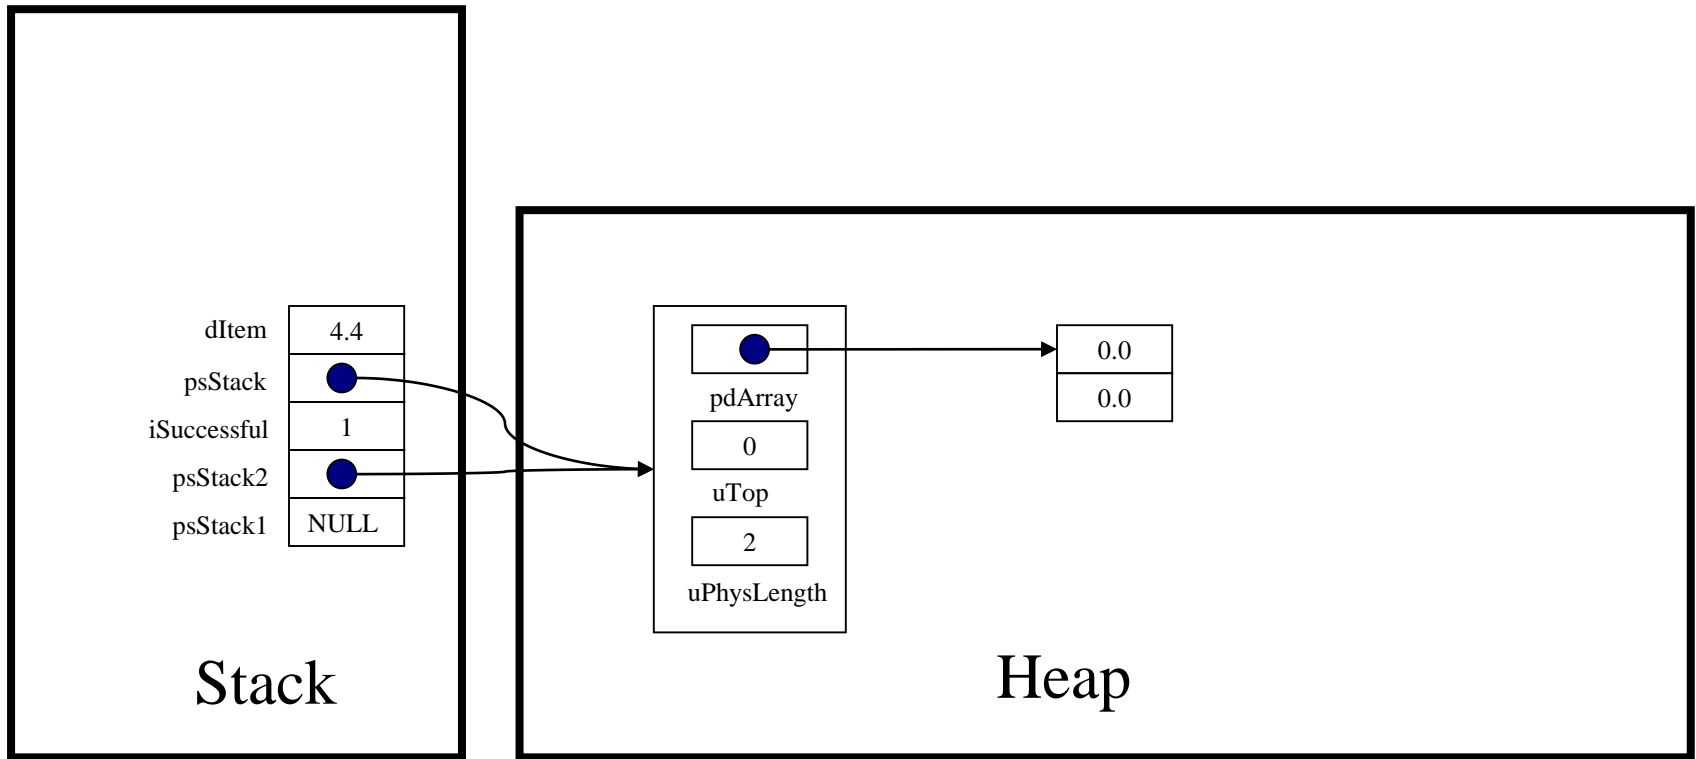 dItem 4.4
psStack
iSuccessful 1
psStack2
psStack1 NULL
Stack
pdArray
0
uTop
2
uPhysLength
0.0
0.0
Heap